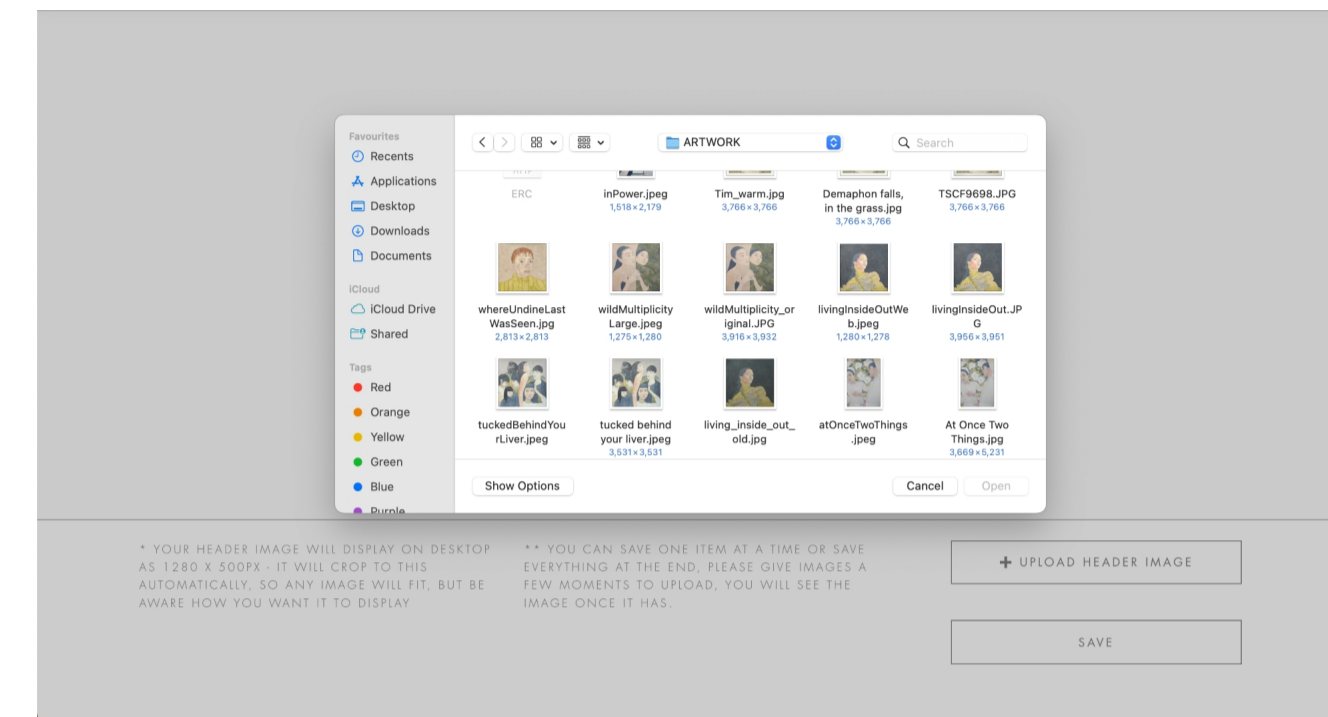 Favourites
Recents
Applications
Desktop
Downloads
Documents
iCloud
iCloud Drive
Shared
Tags
Red
Orange
Yellow
Green
Blue
Purple
ARTWORK
Search
ERC
inPower.jpeg
1,518×2,179
Tim_warm.jpg
3,766×3,766
Demaphon falls,
in the grass.jpg
3,766×3,766
TSCF9698.JPG
3,766×3,766
whereUndineLast
WasSeen.jpg
2,813×2,813
wildMultiplicity
Large.jpeg
1,275×1,280
wildMultiplicity_or
iginal.JPG
3,916×3,932
livingInsideOutWe
b.jpeg
1,280×1,278
livingInsideOut.JP
G
3,956×3,951
tuckedBehindYou
rLiver.jpeg
tucked behind
your liver.jpeg
3,531×3,531
living_inside_out_
old.jpg
atOnceTwoThings
.jpeg
At Once Two
Things.jpg
3,669×5,231
Show Options
Cancel
Open
* YOUR HEADER IMAGE WILL DISPLAY ON DESKTOP
AS 1280 X 500PX - IT WILL CROP TO THIS
AUTOMATICALLY, SO ANY IMAGE WILL FIT, BUT BE
AWARE HOW YOU WANT IT TO DISPLAY
** YOU CAN SAVE ONE ITEM AT A TIME OR SAVE
EVERYTHING AT THE END, PLEASE GIVE IMAGES A
FEW MOMENTS TO UPLOAD, YOU WILL SEE THE
IMAGE ONCE IT HAS.
+ UPLOAD HEADER IMAGE
SAVE